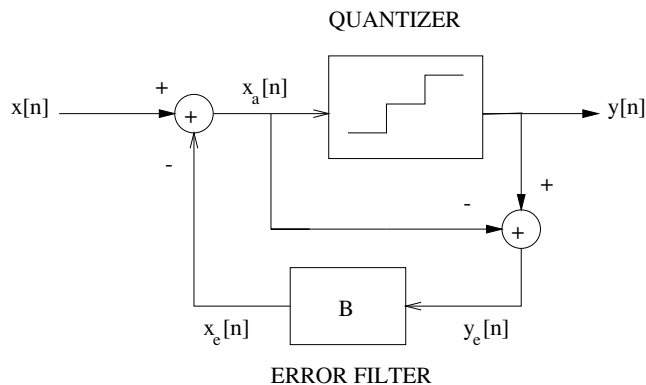 QUANTIZER
x[n]
+
+
-
x_a[n]
y[n]
-
+
+
B
x_e[n]
y_e[n]
ERROR FILTER